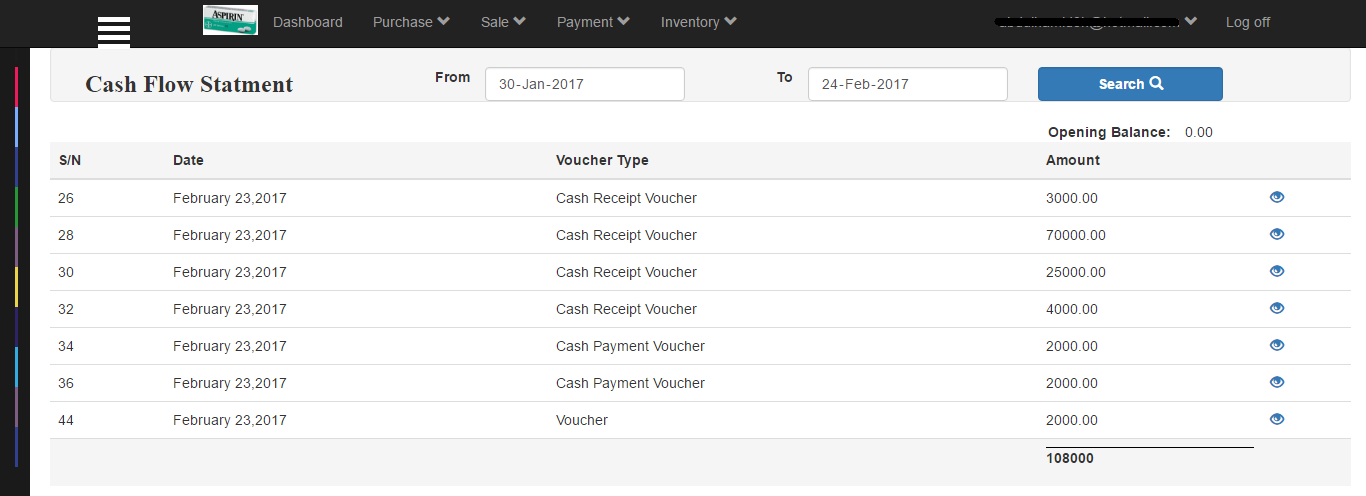 ASPIRIN Dashboard Purchase Sale Payment Inventory Log off
Cash Flow Statment From 30-Jan-2017 To 24-Feb-2017 Search
Opening Balance: 0.00
S/N Date Voucher Type Amount
26 February 23,2017 Cash Receipt Voucher 3000.00
28 February 23,2017 Cash Receipt Voucher 70000.00
30 February 23,2017 Cash Receipt Voucher 25000.00
32 February 23,2017 Cash Receipt Voucher 4000.00
34 February 23,2017 Cash Payment Voucher 2000.00
36 February 23,2017 Cash Payment Voucher 2000.00
44 February 23,2017 Voucher 2000.00
108000